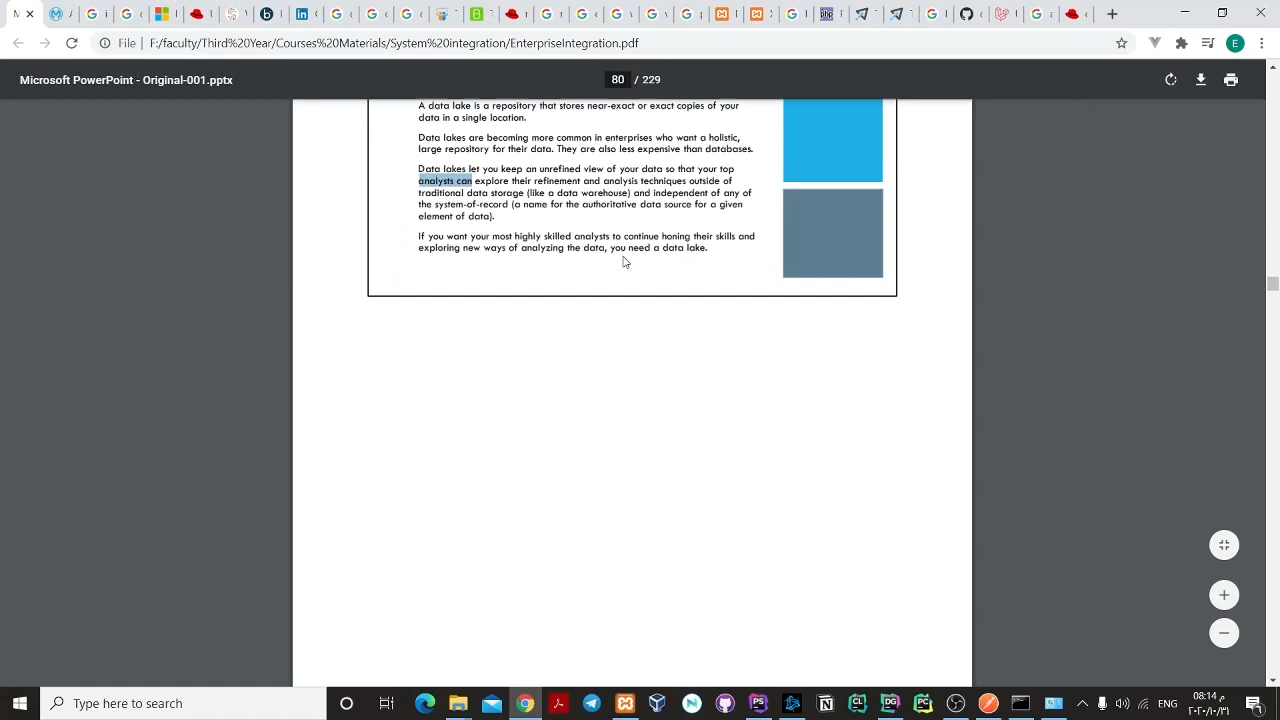 File | F:/faculty/Third%20Year/Courses%20Materials/System%20integration/EnterpriseIntegration.pdf
E
Microsoft PowerPoint - Original-001.pptx
80 / 229
A data lake is a repository that stores near-exact or exact copies of your
data in a single location.
Data lakes are becoming more common in enterprises who want a holistic,
large repository for their data. They are also less expensive than databases.
Data lakes let you keep an unrefined view of your data so that your top
analysts can explore their refinement and analysis techniques outside of
traditional data storage (like a data warehouse) and independent of any of
the system-of-record (a name for the authoritative data source for a given
element of data).
If you want your most highly skilled analysts to continue honing their skills and
exploring new ways of analyzing the data, you need a data lake.
Type here to search
ENG
08:14